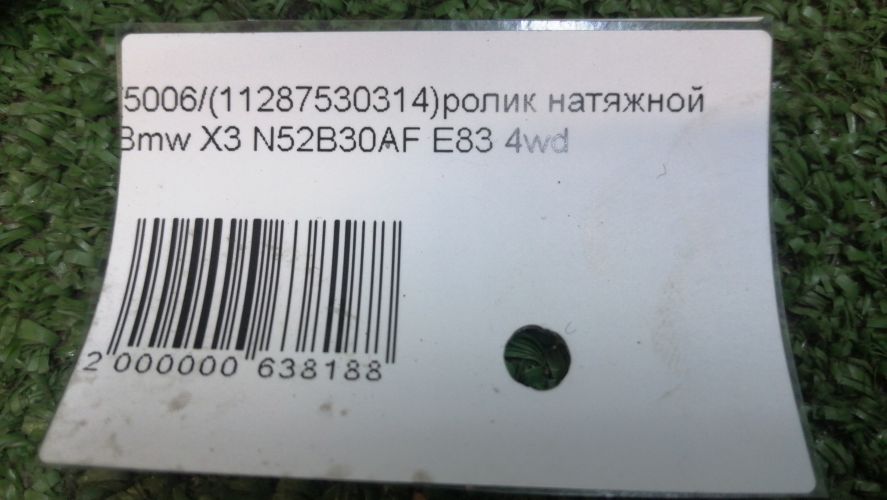 5006/(11287530314)ролик натяжной
Bmw X3 N52B30AF E83 4wd
2 000000 638188